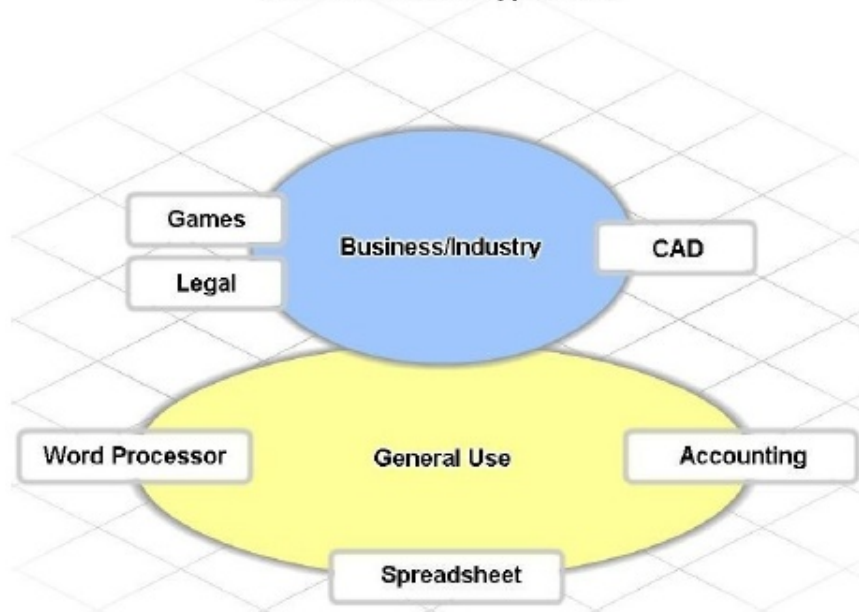 Games
Business/Industry
CAD
Legal
Word Processor
General Use
Accounting
Spreadsheet